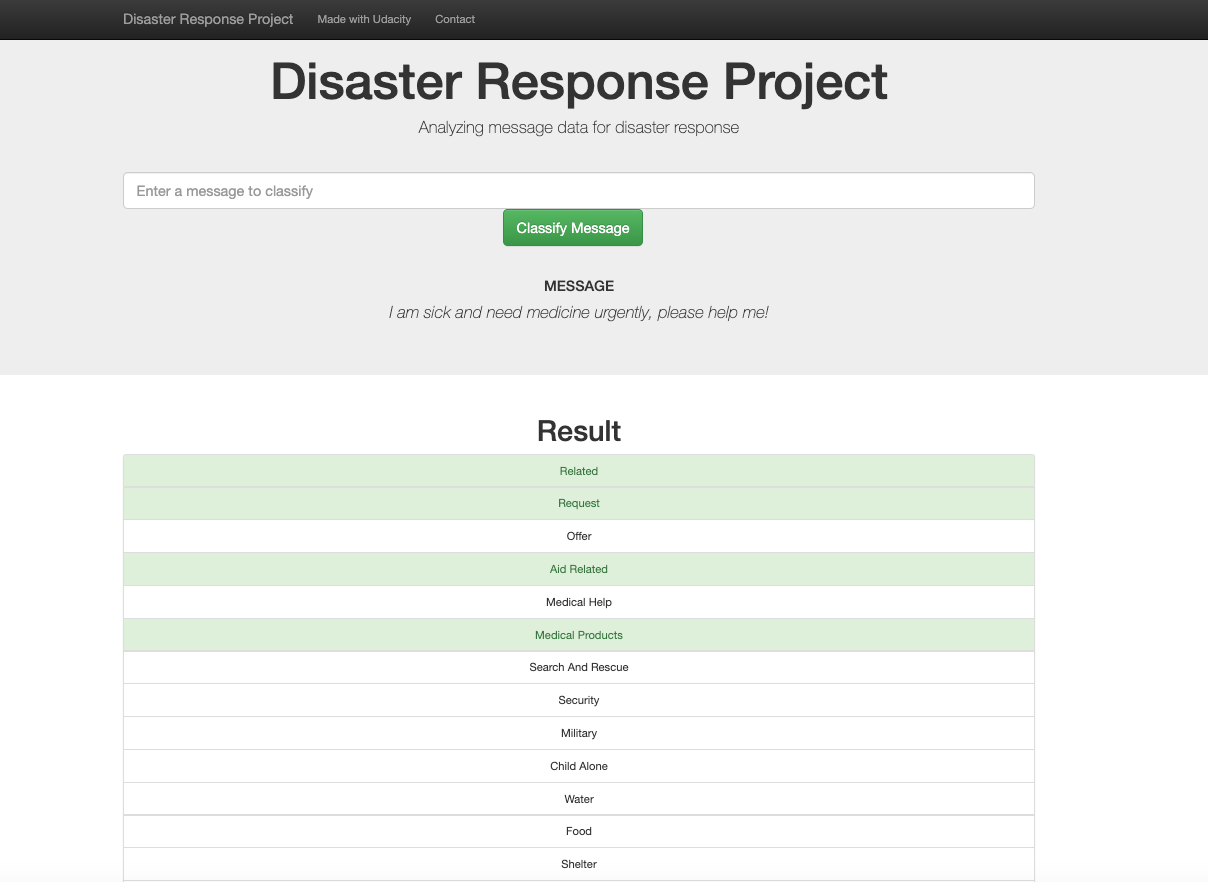 Disaster Response Project Made with Udacity Contact
Disaster Response Project
Analyzing message data for disaster response
Enter a message to classify
Classify Message
MESSAGE
I am sick and need medicine urgently, please help me!
Result
Related
Request
Offer
Aid Related
Medical Help
Medical Products
Search And Rescue
Security
Military
Child Alone
Water
Food
Shelter